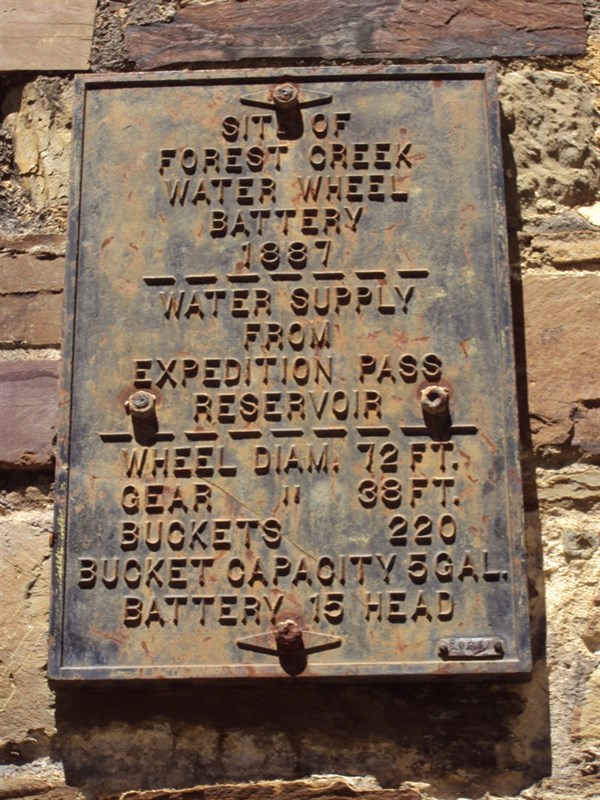 SITE OF
FOREST CREEK
WATER WHEEL
BATTERY
1887
WATER SUPPLY
FROM
EXPEDITION PASS
RESERVOIR
WHEEL DIAM. 72 FT.
GEAR " 38 FT.
BUCKETS 220
BUCKET CAPACITY 5 GAL.
BATTERY 15 HEAD